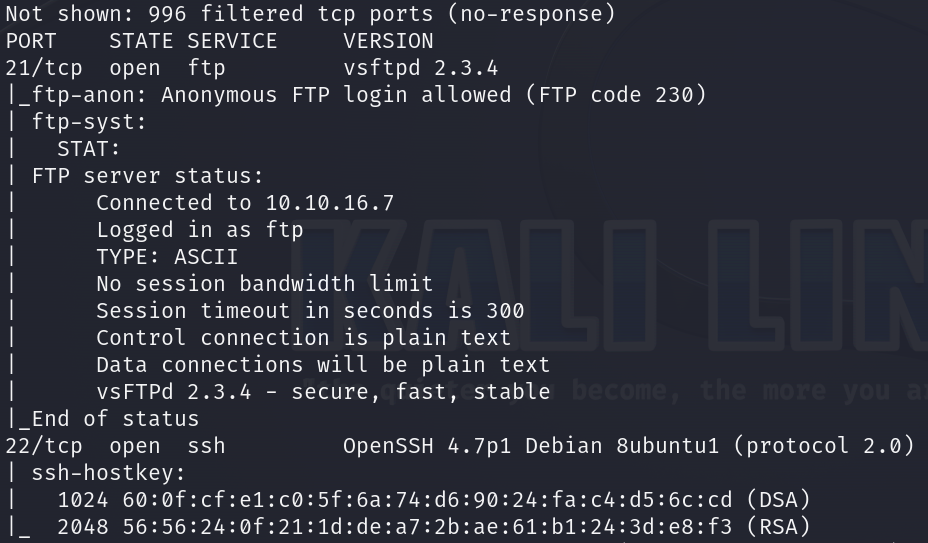 Not shown: 996 filtered tcp ports (no-response)
PORT    STATE SERVICE     VERSION
21/tcp  open  ftp         vsftpd 2.3.4
|_ftp-anon: Anonymous FTP login allowed (FTP code 230)
| ftp-syst:
|   STAT:
| FTP server status:
|      Connected to 10.10.16.7
|      Logged in as ftp
|      TYPE: ASCII
|      No session bandwidth limit
|      Session timeout in seconds is 300
|      Control connection is plain text
|      Data connections will be plain text
|      vsFTPd 2.3.4 - secure, fast, stable
|_End of status
22/tcp  open  ssh         OpenSSH 4.7p1 Debian 8ubuntu1 (protocol 2.0)
| ssh-hostkey:
|   1024 60:0f:cf:e1:c0:5f:6a:74:d6:90:24:fa:c4:d5:6c:cd (DSA)
|_  2048 56:56:24:0f:21:1d:de:a7:2b:ae:61:b1:24:3d:e8:f3 (RSA)
KALI LIN
become, the more you a